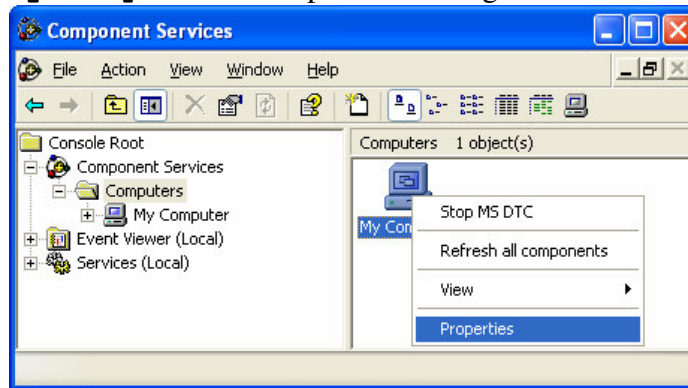 Component Services
File Action View Window Help
Console Root
Component Services
Computers
My Computer
Event Viewer (Local)
Services (Local)
Computers 1 object(s)
My Com
Stop MS DTC
Refresh all components
View
Properties